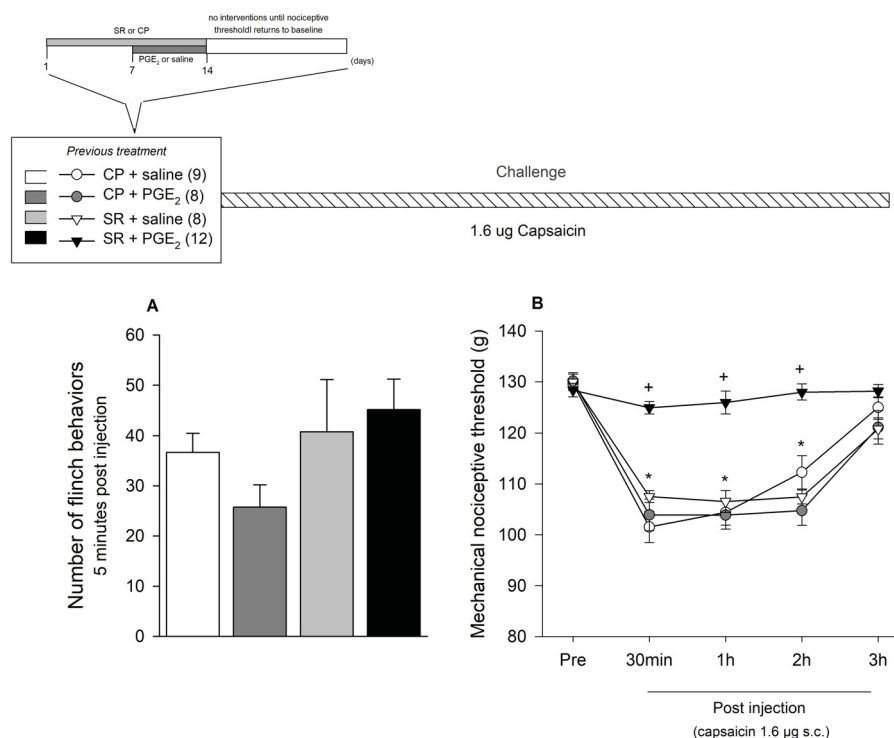 no interventions until nociceptive
thresholdl returns to baseline
SR or CP
PGE₂ or saline
1
7
14
(days)
Previous treatment
CP + saline (9)
CP + PGE₂ (8)
SR + saline (8)
SR + PGE₂ (12)
Challenge
1.6 ug Capsaicin
A
Number of flinch behaviors
5 minutes post injection
60
50
40
30
20
10
0
B
Mechanical nociceptive threshold (g)
140
130
120
110
100
90
80
+
+
+
*
*
*
Pre
30min
1h
2h
3h
Post injection
(capsaicin 1.6 µg s.c.)